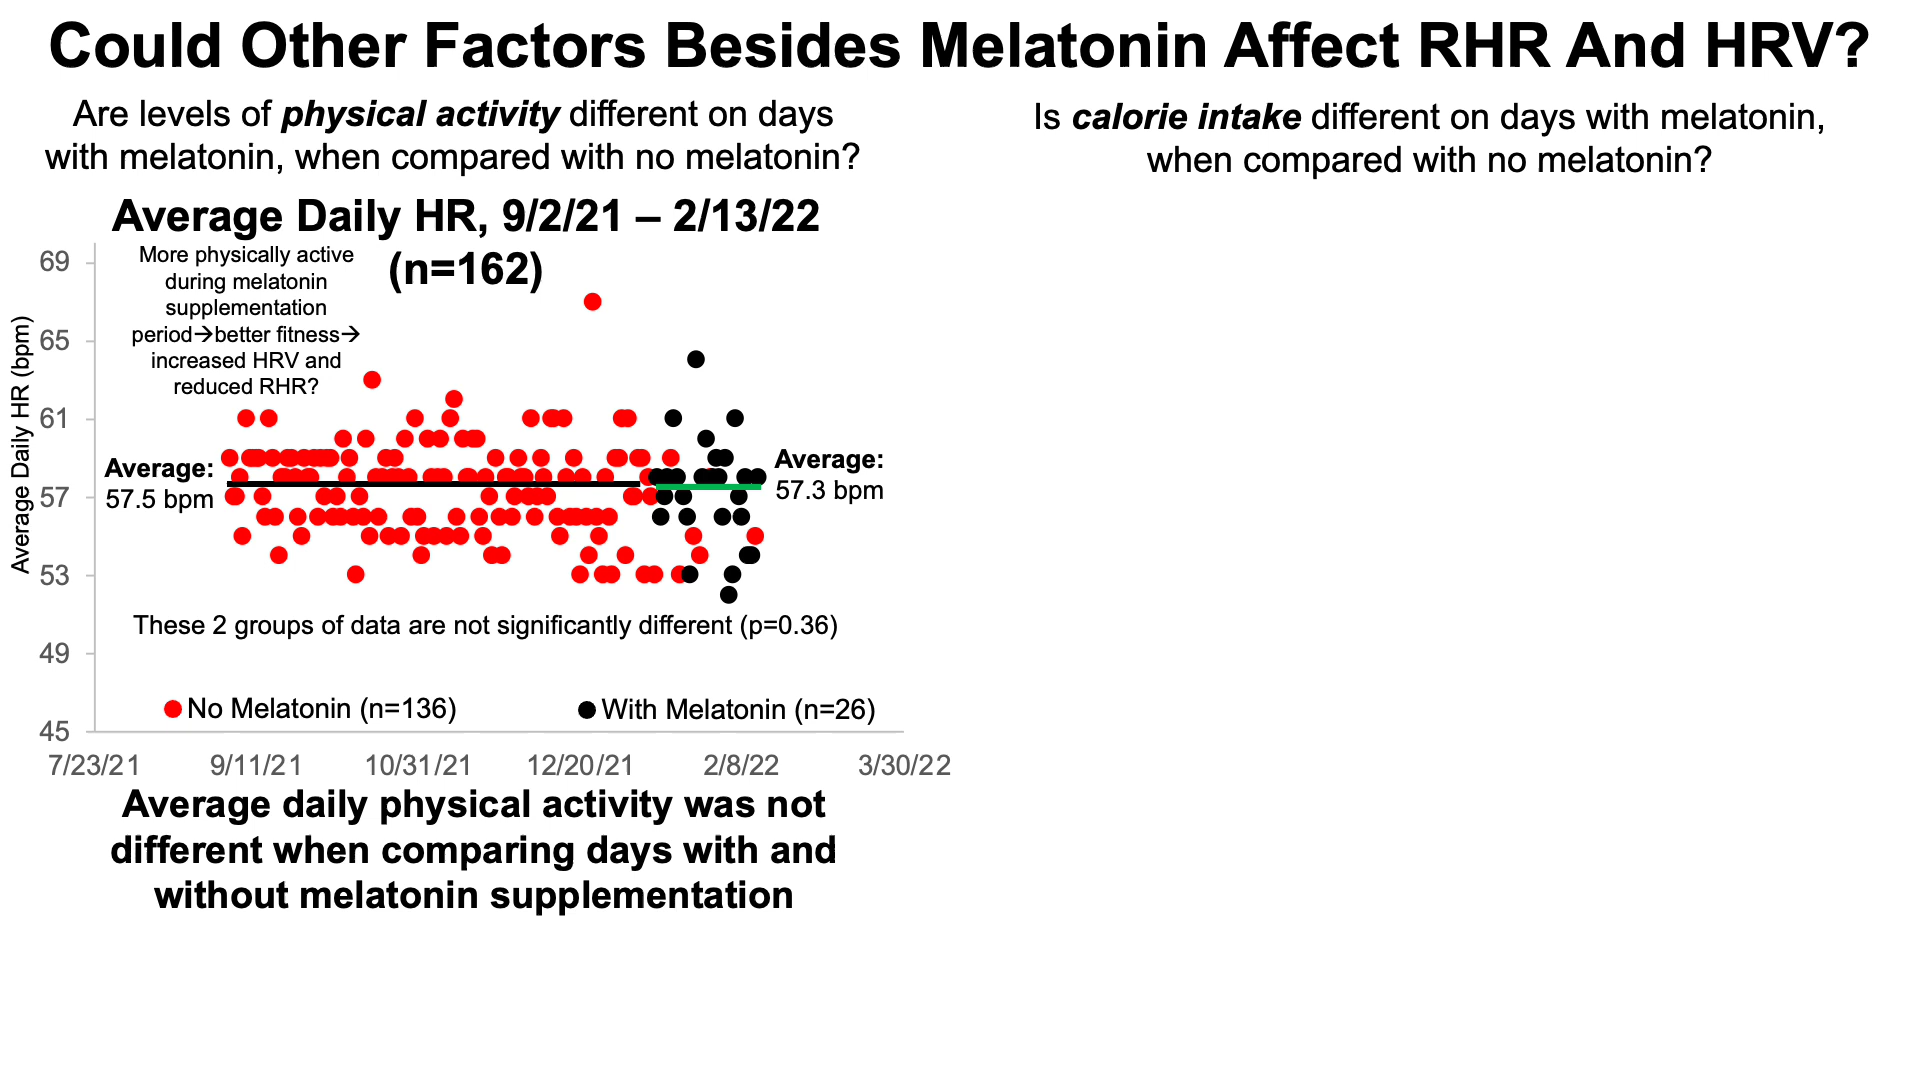 Could Other Factors Besides Melatonin Affect RHR And HRV?
Are levels of physical activity different on days
with melatonin, when compared with no melatonin?
Is calorie intake different on days with melatonin,
when compared with no melatonin?
Average Daily HR, 9/2/21 – 2/13/22
(n=162)
More physically active
during melatonin
supplementation
period→better fitness→
increased HRV and
reduced RHR?
Average Daily HR (bpm)
69
65
61
57
53
49
45
Average:
57.5 bpm
Average:
57.3 bpm
These 2 groups of data are not significantly different (p=0.36)
No Melatonin (n=136)
With Melatonin (n=26)
7/23/21
9/11/21
10/31/21
12/20/21
2/8/22
3/30/22
Average daily physical activity was not
different when comparing days with and
without melatonin supplementation